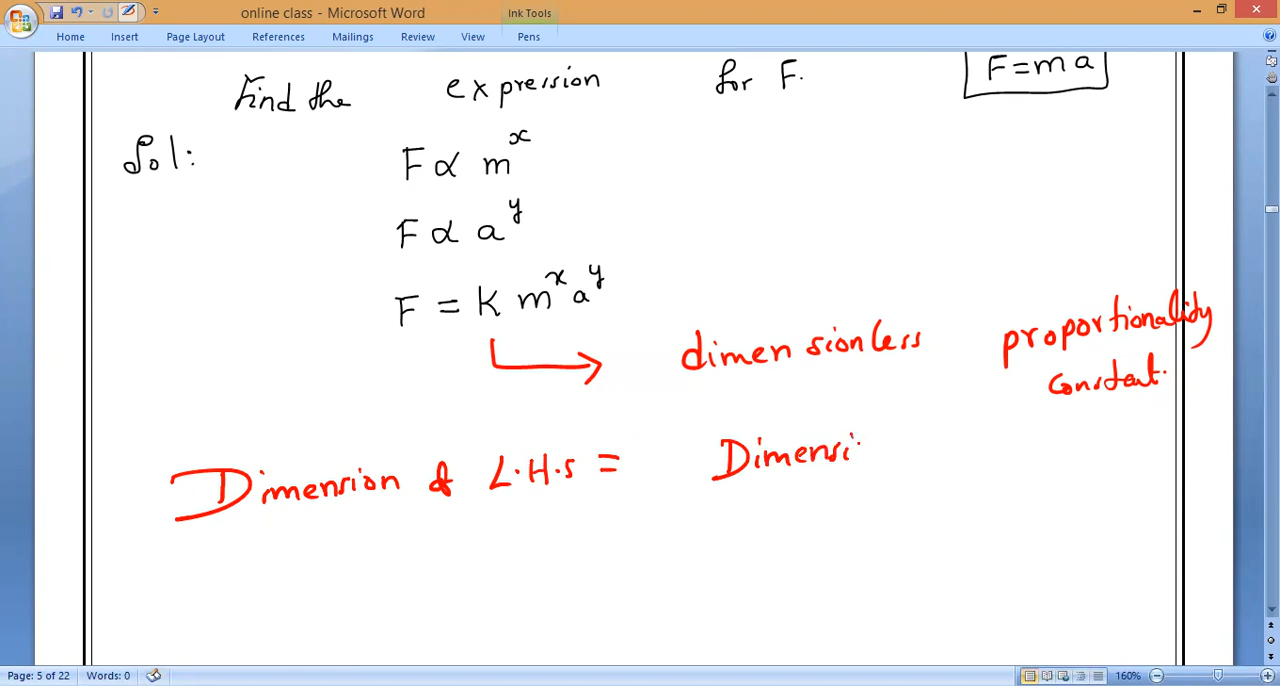 online class - Microsoft Word
Ink Tools
Home Insert Page Layout References Mailings Review View Pens
Find the expression for F.
F = m a
Sol:
F ∝ m^x
F ∝ a^y
F = K m^x a^y
dimensionless proportionality
constant.
Dimension of L.H.S = Dimensi
Page: 5 of 22 Words: 0 160%